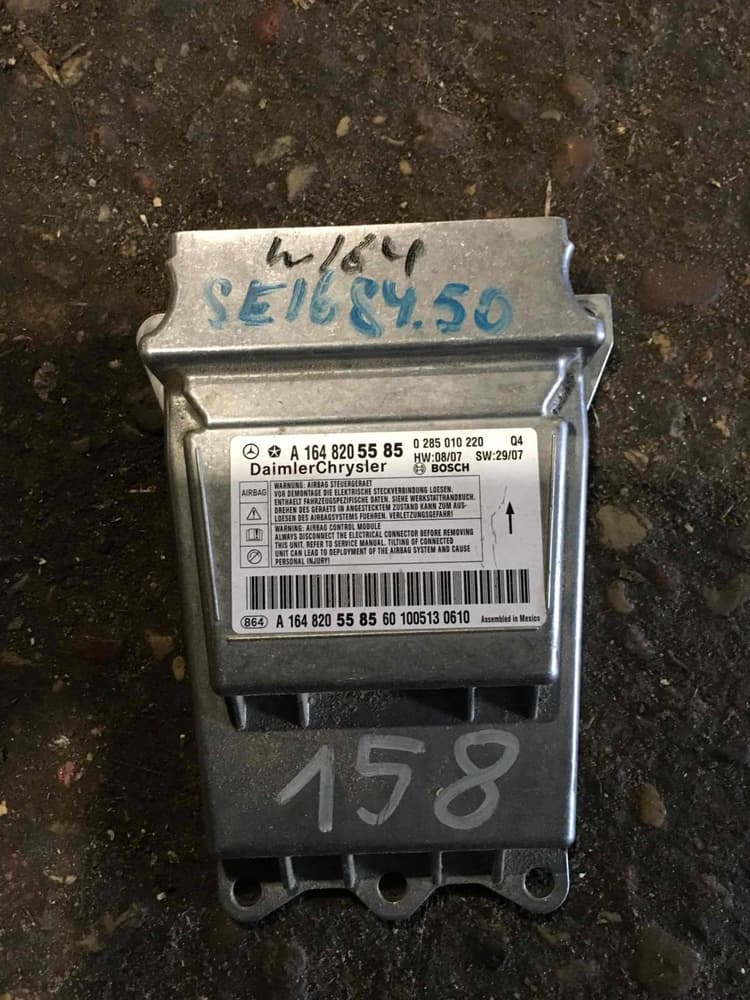 W164
SE1684.50
A 164 820 55 85 0 285 010 220 Q4
DaimlerChrysler HW:08/07 SW:29/07
BOSCH
AIRBAG
WARNUNG: AIRBAG STEUERGERAET
VOR DEMONTAGE DIE ELEKTRISCHE STECKVERBINDUNG LOESEN.
ENTHAELT FAHRZEUGSPEZIFISCHE DATEN. SIEHE WERKSTATTHANDBUCH.
DREHEN DES GERAETS IN ANGESTECKTEM ZUSTAND KANN ZUM AUS-
LOESEN DES AIRBAGSYSTEMS FUEHREN. VERLETZUNGSGEFAHR!
WARNING: AIRBAG CONTROL MODULE
ALWAYS DISCONNECT THE ELECTRICAL CONNECTOR BEFORE REMOVING
THIS UNIT. REFER TO SERVICE MANUAL. TILTING OF CONNECTED
UNIT CAN LEAD TO DEPLOYMENT OF THE AIRBAG SYSTEM AND CAUSE
PERSONAL INJURY!
864 A 164 820 55 85 60 100513 0610 Assembled in Mexico
158